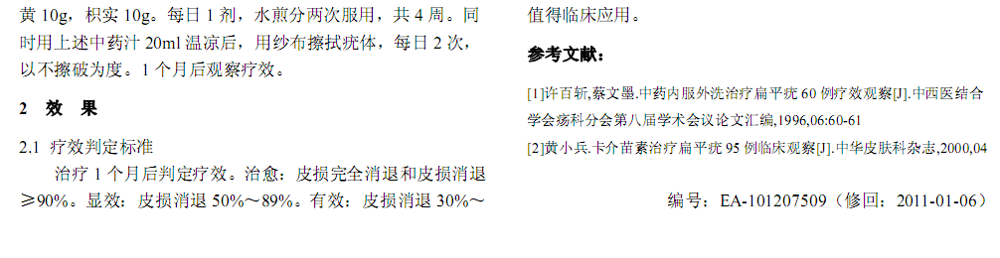 黄 10g，枳实 10g。每日 1 剂，水煎分两次服用，共 4 周。同
时用上述中药汁 20ml 温凉后，用纱布擦拭疣体，每日 2 次，
以不擦破为度。1 个月后观察疗效。
2 效 果
2.1 疗效判定标准
治疗 1 个月后判定疗效。治愈：皮损完全消退和皮损消退
≥90%。显效：皮损消退 50%～89%。有效：皮损消退 30%～
值得临床应用。
参考文献：
[1]许百轩,蔡文墨.中药内服外洗治疗扁平疣 60 例疗效观察[J].中西医结合
学会疡科分会第八届学术会议论文汇编,1996,06:60-61
[2]黄小兵.卡介苗素治疗扁平疣 95 例临床观察[J].中华皮肤科杂志,2000,04
编号：EA-101207509（修回：2011-01-06）